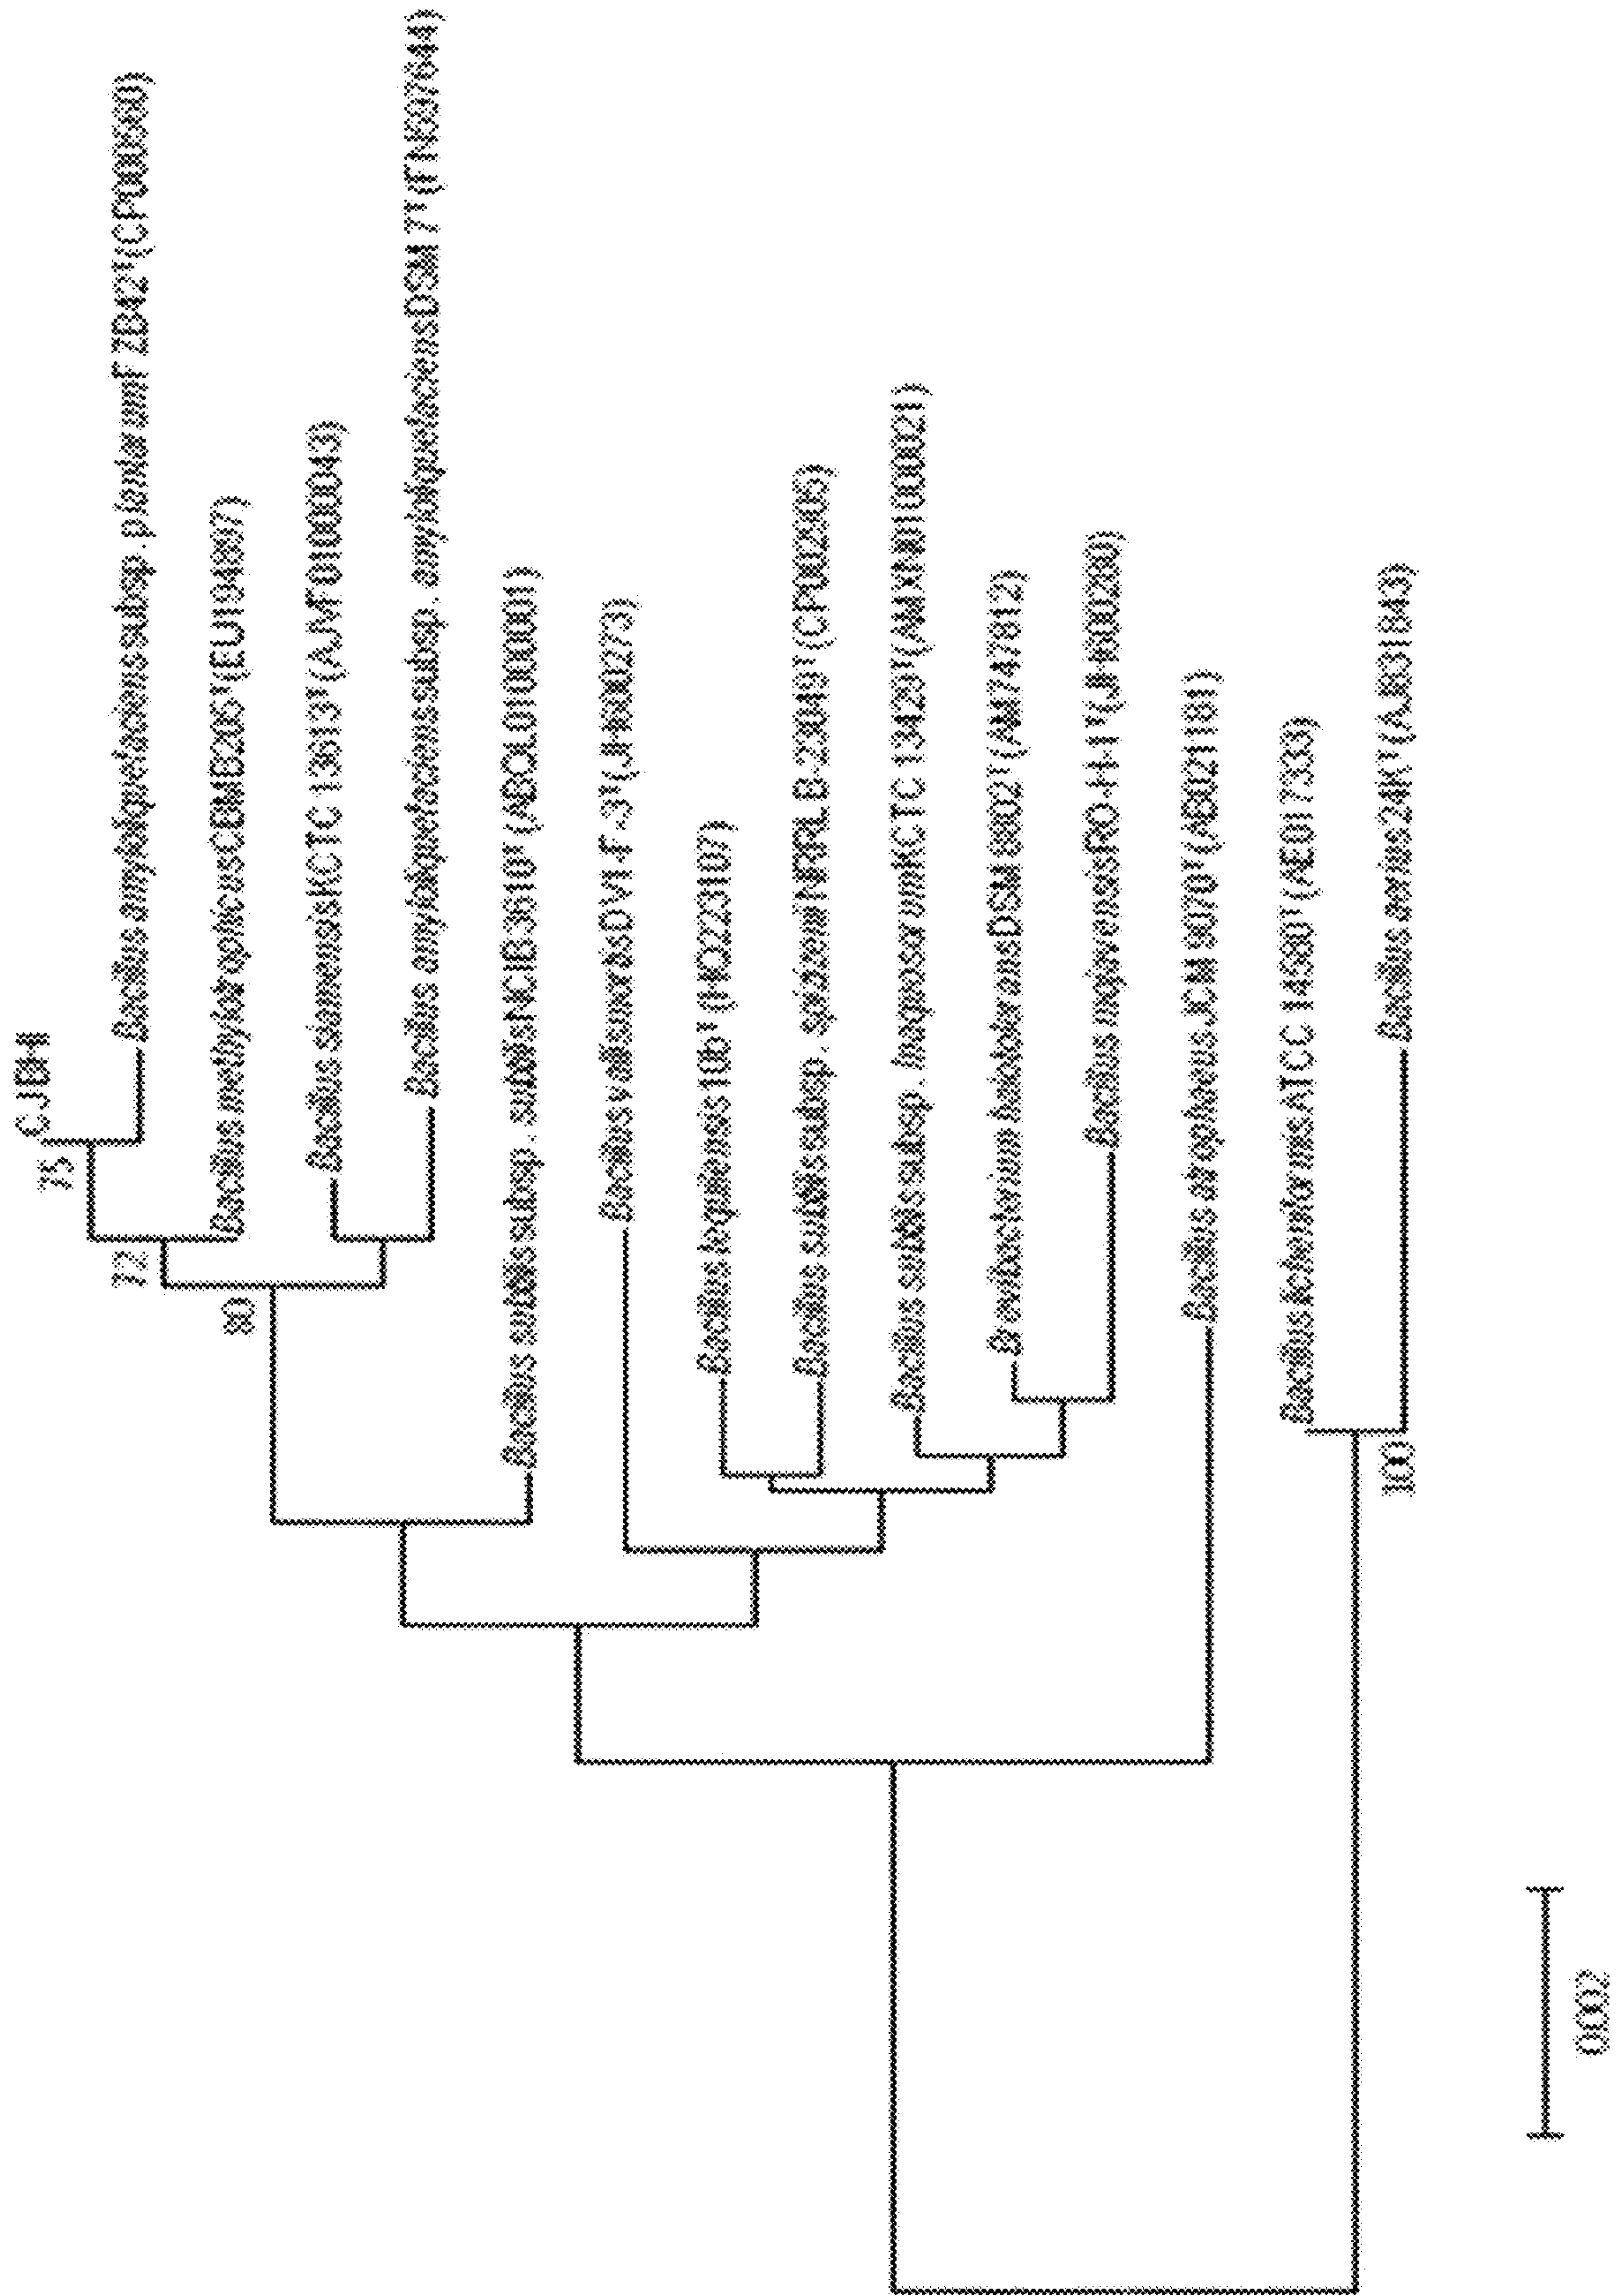 CJBHI
75
Bacillus amyloliquefaciens subsp. plantarum FZB42ᵀ (CP000560)
72
Bacillus methylotrophicus CBMB205ᵀ (EU194897)
80
Bacillus siamensis KCTC 13613ᵀ (AJVF01000043)
Bacillus amyloliquefaciens subsp. amyloliquefaciens DSM 7ᵀ (FN597644)
Bacillus subtilis subsp. subtilis NCIB 3610ᵀ (ABQL01000001)
Bacillus vallismortis DV1-F-3ᵀ (JH600273)
Bacillus tequilensis 10bᵀ (HQ223107)
Bacillus subtilis subsp. spizizenii NRRL B-23049ᵀ (CP002905)
Bacillus subtilis subsp. inaquosorum KCTC 13429ᵀ (AMXN01000021)
Brevibacterium halotolerans DSM 8802ᵀ (AM747812)
Bacillus mojavensis RO-H-1ᵀ (JH600280)
Bacillus atrophaeus JCM 9070ᵀ (AB021181)
Bacillus licheniformis ATCC 14580ᵀ (AE017333)
100
Bacillus aerius 24Kᵀ (AJ831843)
0.002